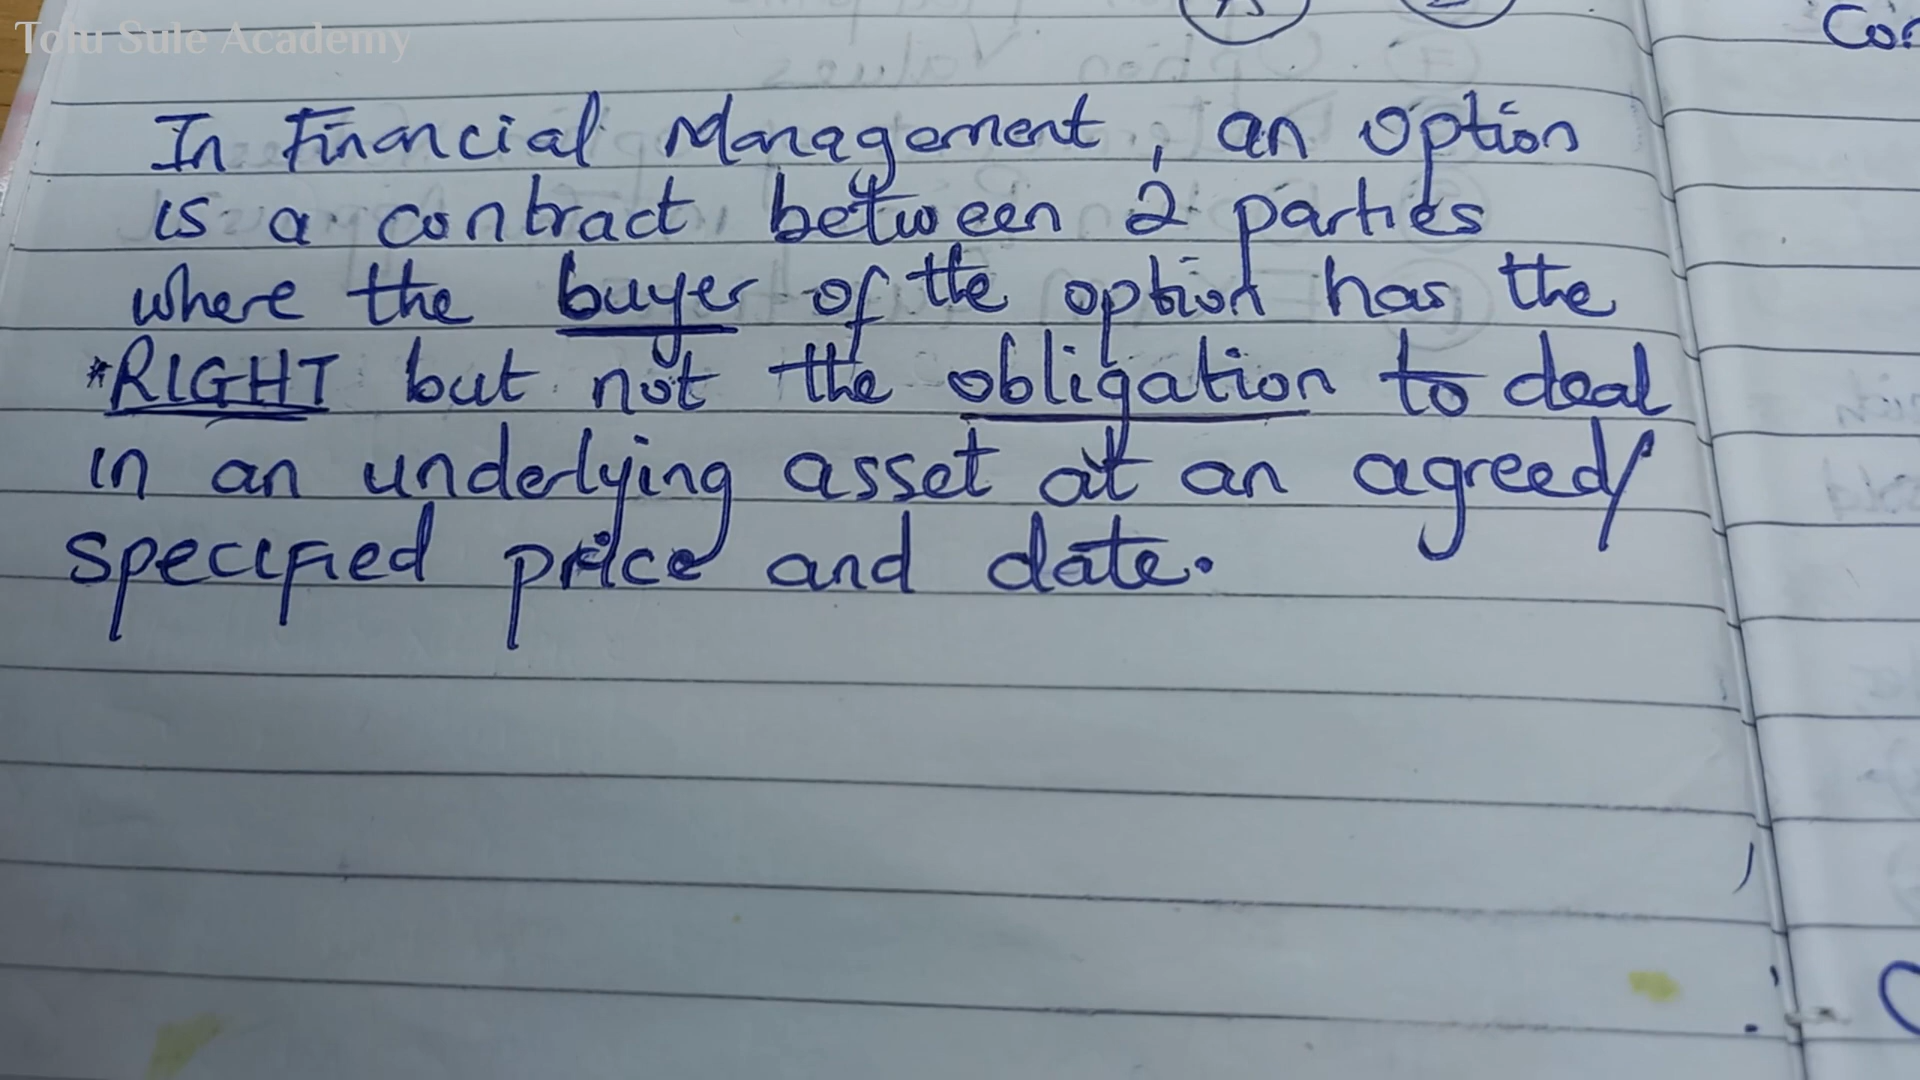 Tolu Sule Academy
In Financial Management, an option
is a contract between 2 parties
where the buyer of the option has the
*RIGHT but not the obligation to deal
in an underlying asset at an agreed/
specified price and date.